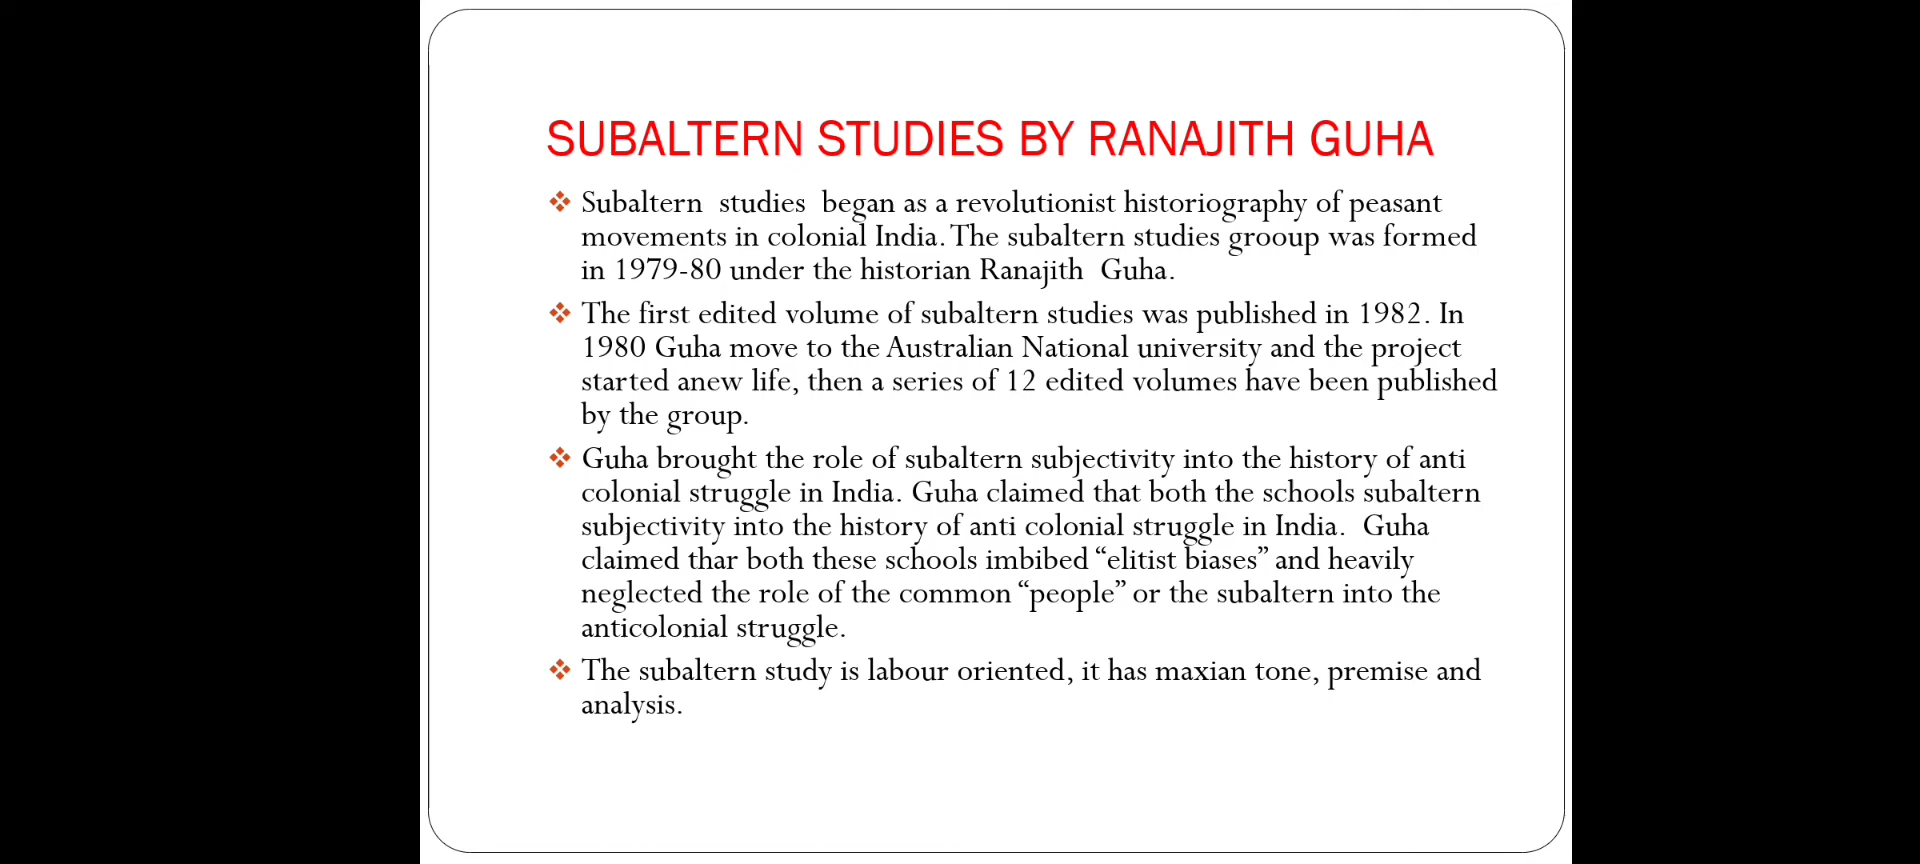 SUBALTERN STUDIES BY RANAJITH GUHA
Subaltern studies began as a revolutionist historiography of peasant
movements in colonial India. The subaltern studies grooup was formed
in 1979-80 under the historian Ranajith Guha.
The first edited volume of subaltern studies was published in 1982. In
1980 Guha move to the Australian National university and the project
started anew life, then a series of 12 edited volumes have been published
by the group.
Guha brought the role of subaltern subjectivity into the history of anti
colonial struggle in India. Guha claimed that both the schools subaltern
subjectivity into the history of anti colonial struggle in India. Guha
claimed thar both these schools imbibed “elitist biases” and heavily
neglected the role of the common “people” or the subaltern into the
anticolonial struggle.
The subaltern study is labour oriented, it has maxian tone, premise and
analysis.